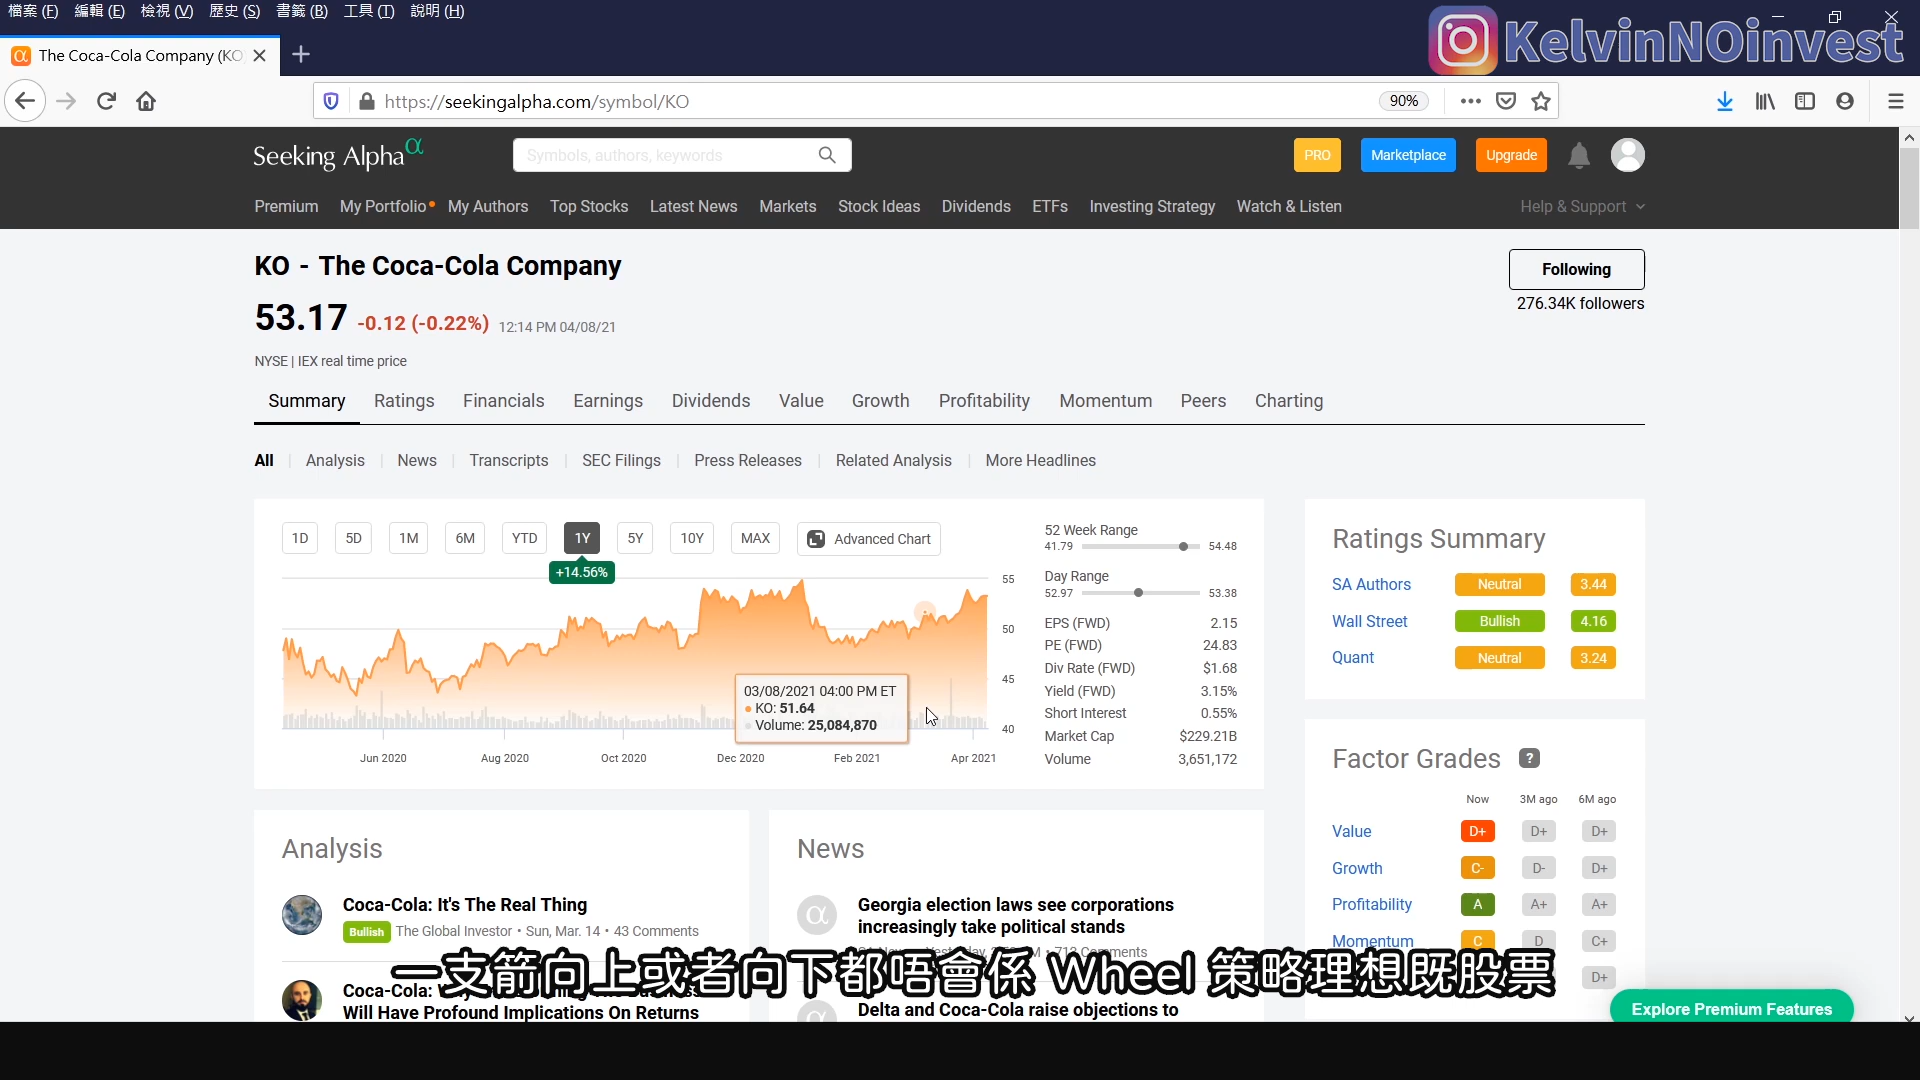 檔案 (F) 編輯 (E) 檢視 (V) 歷史 (S) 書籤 (B) 工具 (T) 說明 (H)
KelvinNOinvest
The Coca-Cola Company (KO
https://seekingalpha.com/symbol/KO
90%
Seeking Alpha α
Symbols, authors, keywords
PRO
Marketplace
Upgrade
Premium My Portfolio My Authors Top Stocks Latest News Markets Stock Ideas Dividends ETFs Investing Strategy Watch & Listen Help & Support
KO - The Coca-Cola Company
Following
53.17 -0.12 (-0.22%) 12:14 PM 04/08/21
276.34K followers
NYSE | IEX real time price
Summary Ratings Financials Earnings Dividends Value Growth Profitability Momentum Peers Charting
All | Analysis | News | Transcripts | SEC Filings | Press Releases | Related Analysis | More Headlines
1D 5D 1M 6M YTD 1Y 5Y 10Y MAX Advanced Chart
+14.56%
55
50
45
40
03/08/2021 04:00 PM ET
KO: 51.64
Volume: 25,084,870
Jun 2020 Aug 2020 Oct 2020 Dec 2020 Feb 2021 Apr 2021
52 Week Range
41.79 54.48
Day Range
52.97 53.38
EPS (FWD) 2.15
PE (FWD) 24.83
Div Rate (FWD) $1.68
Yield (FWD) 3.15%
Short Interest 0.55%
Market Cap $229.21B
Volume 3,651,172
Ratings Summary
SA Authors Neutral 3.44
Wall Street Bullish 4.16
Quant Neutral 3.24
Factor Grades ?
Now 3M ago 6M ago
Value D+ D+ D+
Growth C- D- D+
Profitability A A+ A+
Momentum C D C+
D+
Analysis
Coca-Cola: It's The Real Thing
Bullish The Global Investor • Sun, Mar. 14 • 43 Comments
Coca-Cola:
Will Have Profound Implications On Returns
News
Georgia election laws see corporations
increasingly take political stands
Comments
Delta and Coca-Cola raise objections to
一支箭向上或者向下都唔會係 Wheel 策略理想既股票
Explore Premium Features